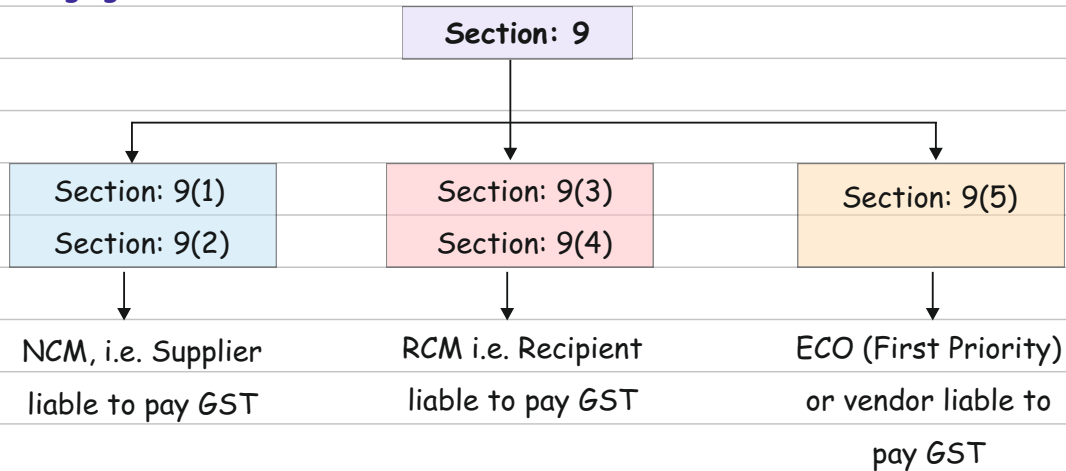 Section: 9
Section: 9(1)
Section: 9(2)
NCM, i.e. Supplier
liable to pay GST
Section: 9(3)
Section: 9(4)
RCM i.e. Recipient
liable to pay GST
Section: 9(5)
ECO (First Priority)
or vendor liable to
pay GST